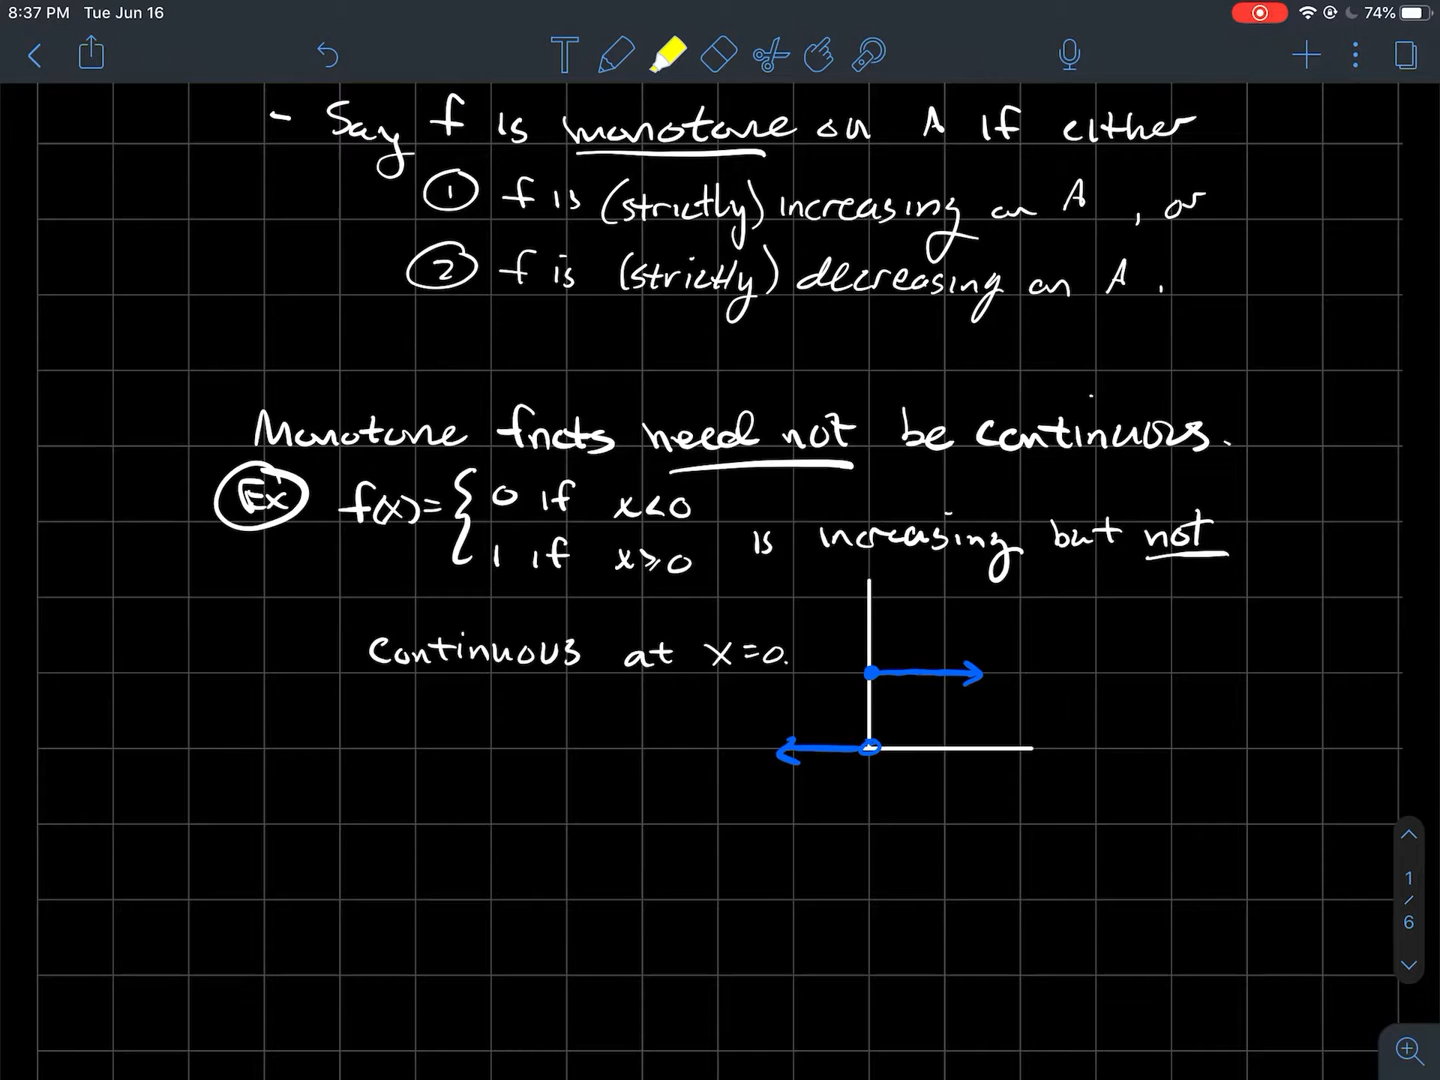 8:37 PM Tue Jun 16 74%
- Say f is monotone on A if either
① f is (strictly) increasing on A, or
② f is (strictly) decreasing on A.
Monotone fncts need not be continuous.
Ex f(x)= { 0 if x<0
1 if x≥0 is increasing but not
continuous at x=0.
1
/
6